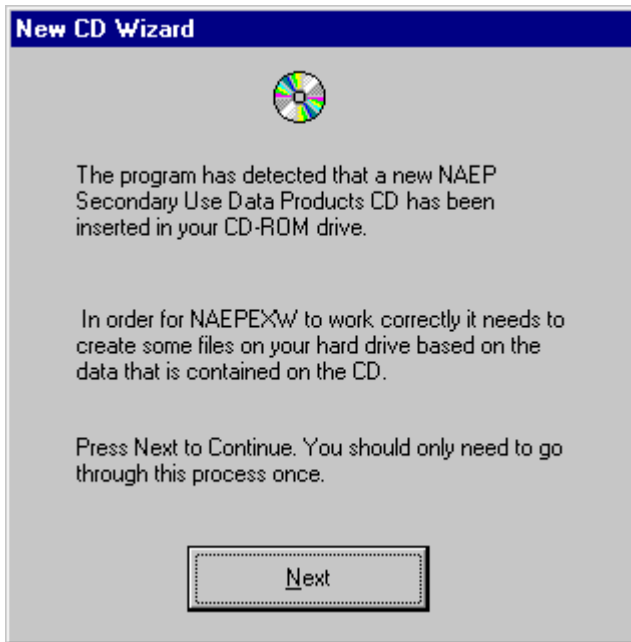 New CD Wizard
The program has detected that a new NAEP
Secondary Use Data Products CD has been
inserted in your CD-ROM drive.
In order for NAEPEXW to work correctly it needs to
create some files on your hard drive based on the
data that is contained on the CD.
Press Next to Continue. You should only need to go
through this process once.
Next